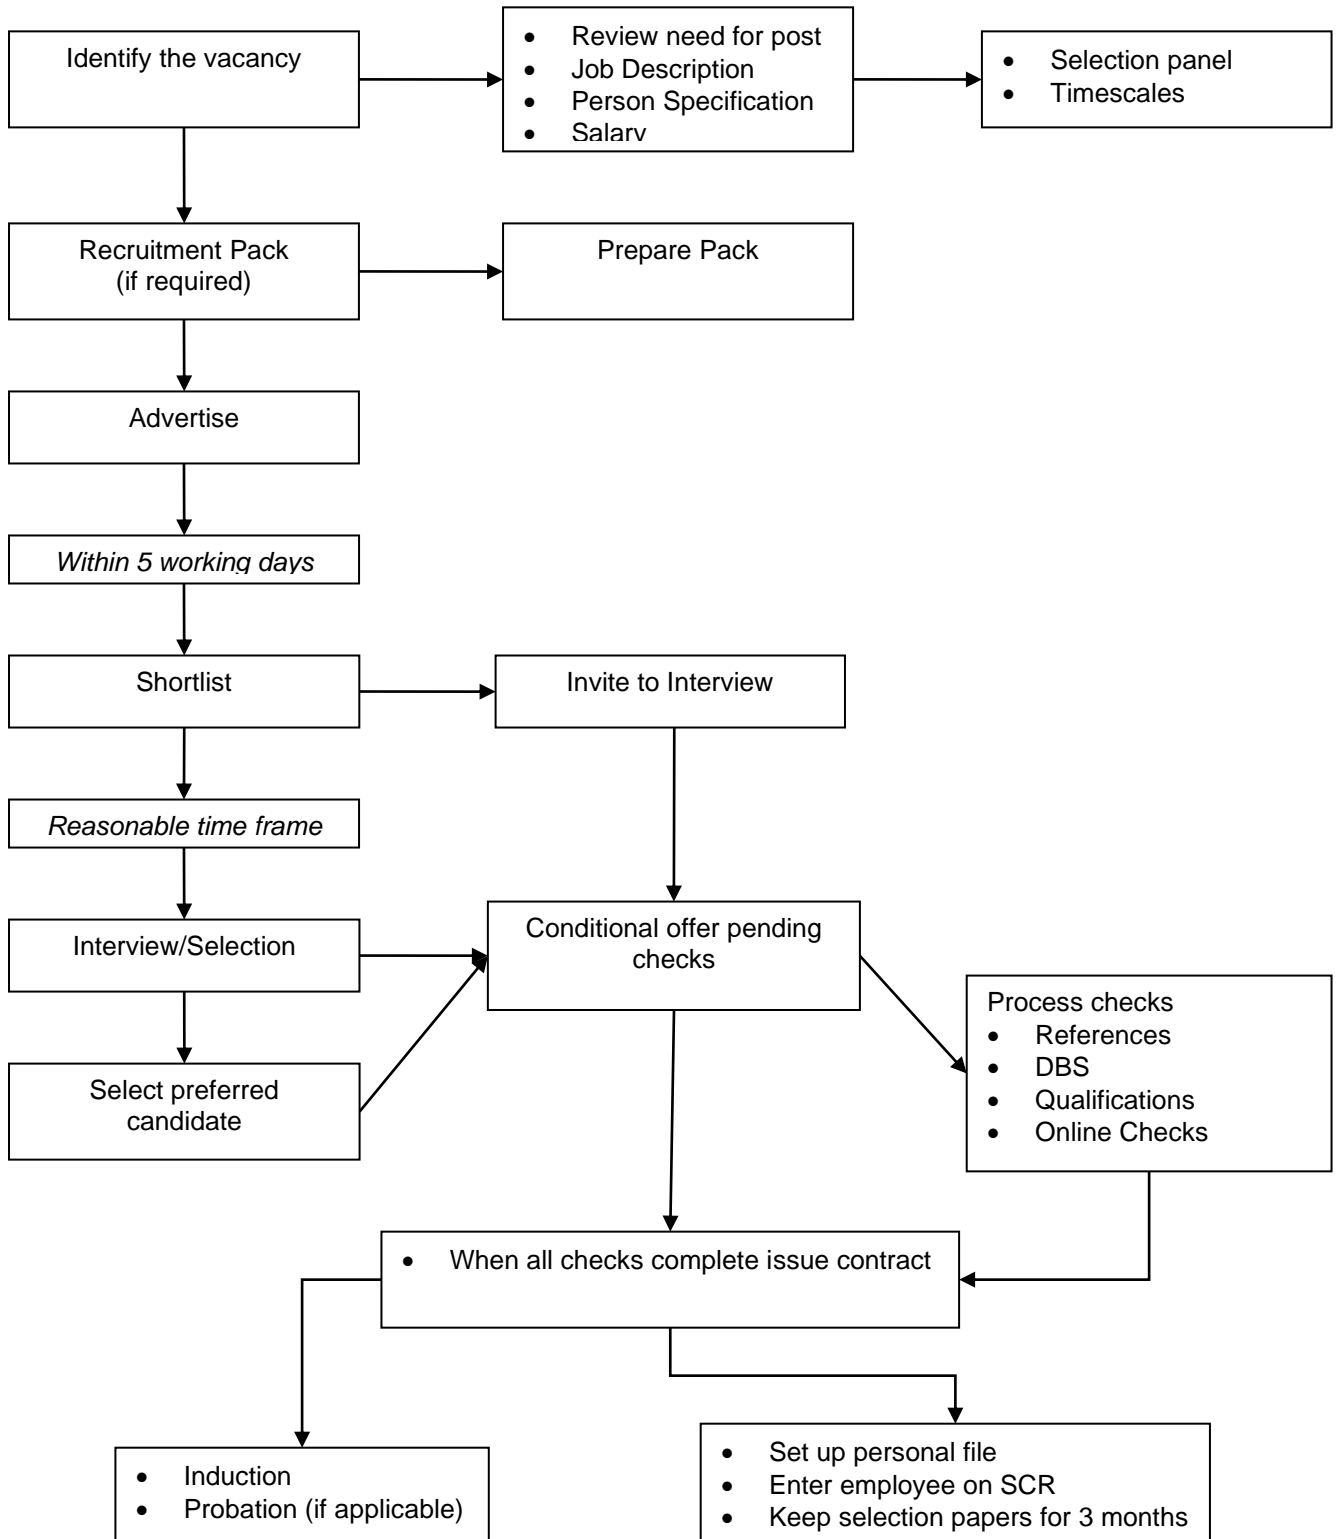 Identify the vacancy
• Review need for post
• Job Description
• Person Specification
• Salary
• Selection panel
• Timescales
Recruitment Pack
(if required)
Prepare Pack
Advertise
Within 5 working days
Shortlist
Invite to Interview
Reasonable time frame
Interview/Selection
Conditional offer pending
checks
Process checks
• References
• DBS
• Qualifications
• Online Checks
Select preferred
candidate
• When all checks complete issue contract
• Induction
• Probation (if applicable)
• Set up personal file
• Enter employee on SCR
• Keep selection papers for 3 months